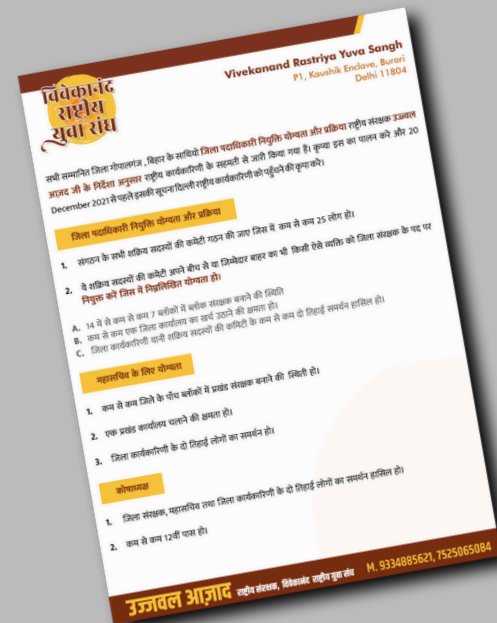 विवेकानंद
राष्ट्रीय
युवा संघ
Vivekanand Rastriya Yuva Sangh
P1, Kaushik Enclave, Burari
Delhi 11804
सभी सम्मानित जिला गोपालगंज , बिहार के साथियो जिला पदाधिकारी नियुक्ति योग्यता और प्रक्रिया राष्ट्रीय संरक्षक उज्ज्वल
आज़ाद जी के निर्देशा अनुसार राष्ट्रीय कार्यकारिणी के सहमती से जारी किया गया है। कृप्या इस का पालन करे और 20
December 2021 से पहले इसकी सूचना दिल्ली राष्ट्रीय कार्यकारिणी को पहुँचने की कृपा करे।
जिला पदाधिकारी नियुक्ति योग्यता और प्रक्रिया
1. संगठन के सभी शक्रिय सदस्यों की कमेटी गठन की जाए जिस में कम से कम 25 लोग हो।
2. ये शक्रिय सदस्यों की कमेटी अपने बीच से या जिम्मेदार बाहर का भी किसी ऐसे व्यक्ति को जिला संरक्षक के पद पर
नियुक्त करें जिस में निम्नलिखित योग्यता हो।
A. 14 में से कम से कम 7 ब्लॉकों में ब्लॉक संरक्षक बनाने की स्थिति
B. कम से कम एक जिला कार्यालय का खर्च उठाने की क्षमता हो।
C. जिला कार्यकारिणी यानी शक्रिय सदस्यों की कमिटी के कम से कम दो तिहाई समर्थन हासिल हो।
महासचिव के लिए योग्यता
1. कम से कम जिले के पाँच ब्लॉकों में प्रखंड संरक्षक बनाने की स्थिती हो।
2. एक प्रखंड कार्यालय चलाने की क्षमता हो।
3. जिला कार्यकारिणी के दो तिहाई लोगों का समर्थन हो।
कोषाध्यक्ष
1. जिला संरक्षक, महासचिव तथा जिला कार्यकारिणी के दो तिहाई लोगों का समर्थन हासिल हो।
2. कम से कम 12वीं पास हो।
उज्जवल आज़ाद राष्ट्रीय संरक्षक, विवेकानंद राष्ट्रीय युवा संघ M. 9334885621, 7525065084